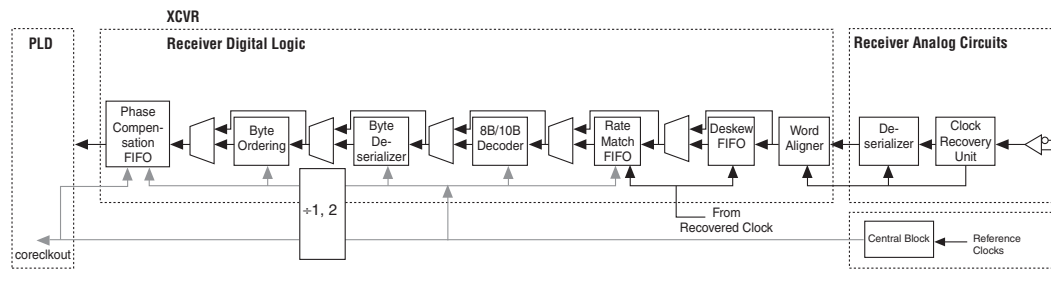 XCVR
PLD
Receiver Digital Logic
Receiver Analog Circuits
Phase
Compen-
sation
FIFO
Byte
Ordering
Byte
De-
serializer
8B/10B
Decoder
Rate
Match
FIFO
Deskew
FIFO
Word
Aligner
De-
serializer
Clock
Recovery
Unit
÷1, 2
From
Recovered Clock
coreclkout
Central Block
Reference
Clocks